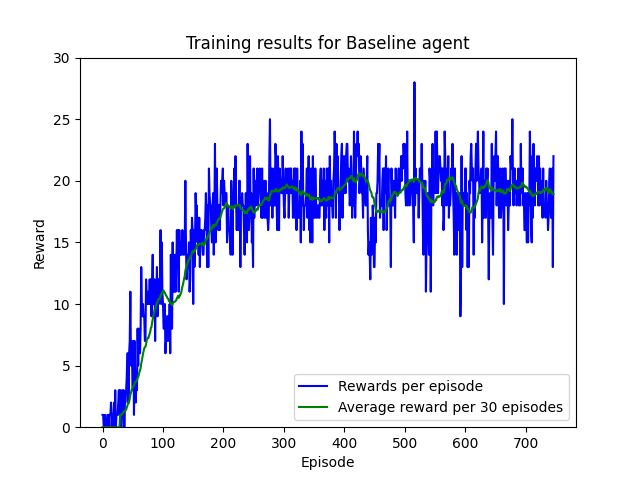 Training results for Baseline agent
30
25
20
15
10
5
0
Reward
Rewards per episode
Average reward per 30 episodes
0 100 200 300 400 500 600 700
Episode